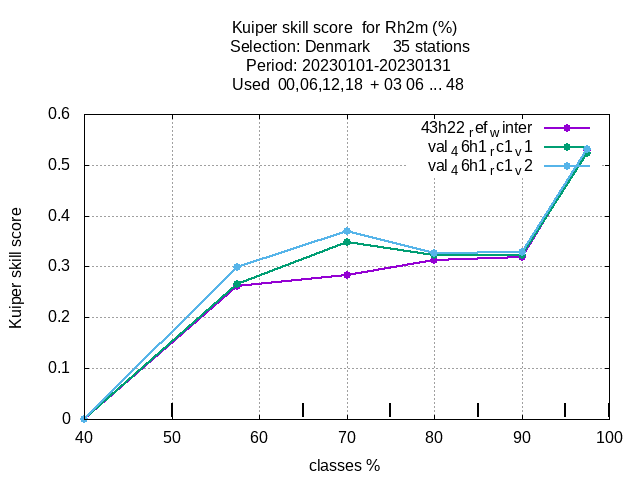 Kuiper skill score  for Rh2m (%)
Selection: Denmark     35 stations
Period: 20230101-20230131
Used  00,06,12,18  + 03 06 ... 48
43h22 ref winter
val 4 6h1 r c1 v 1
val 4 6h1 r c1 v 2
Kuiper skill score
0.6
0.5
0.4
0.3
0.2
0.1
0
40 50 60 70 80 90 100
classes %